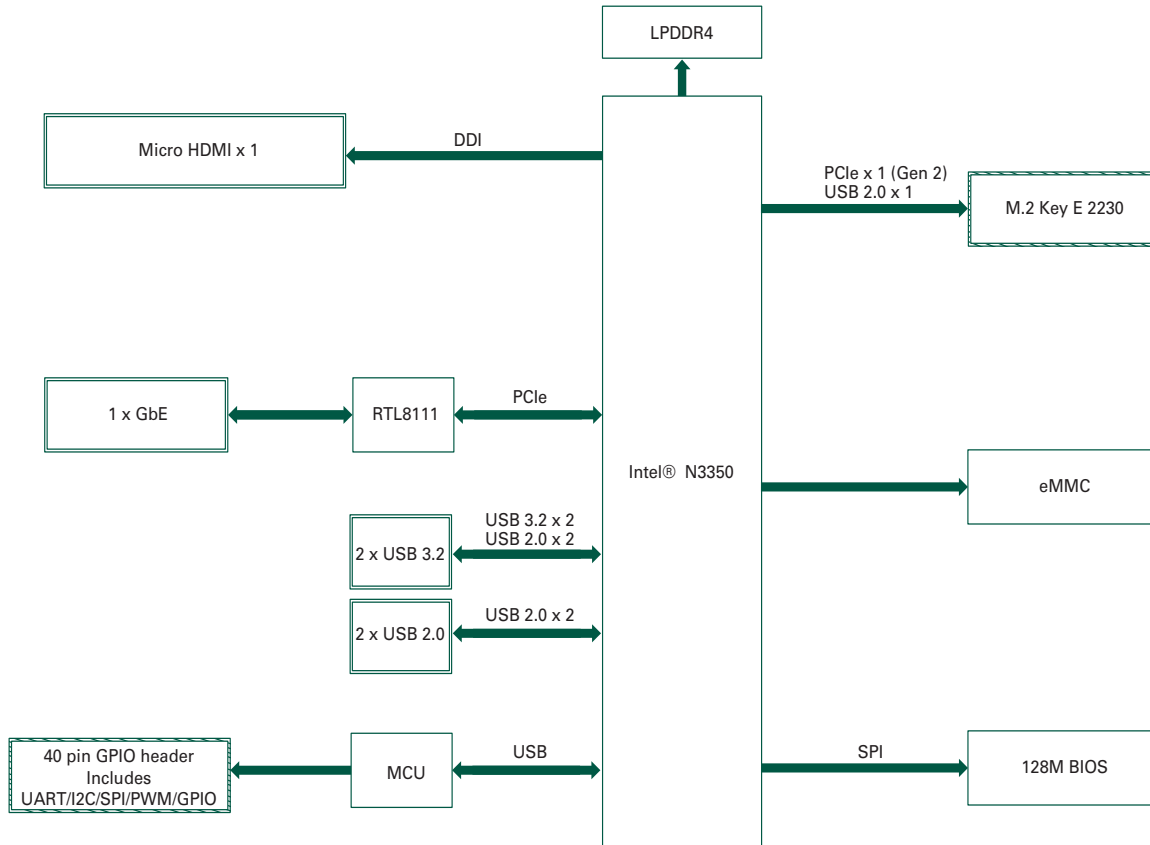 LPDDR4
Micro HDMI x 1
DDI
PCIe x 1 (Gen 2)
USB 2.0 x 1
M.2 Key E 2230
1 x GbE
RTL8111
PCIe
Intel® N3350
eMMC
2 x USB 3.2
USB 3.2 x 2
USB 2.0 x 2
2 x USB 2.0
USB 2.0 x 2
40 pin GPIO header
Includes
UART/I2C/SPI/PWM/GPIO
MCU
USB
SPI
128M BIOS